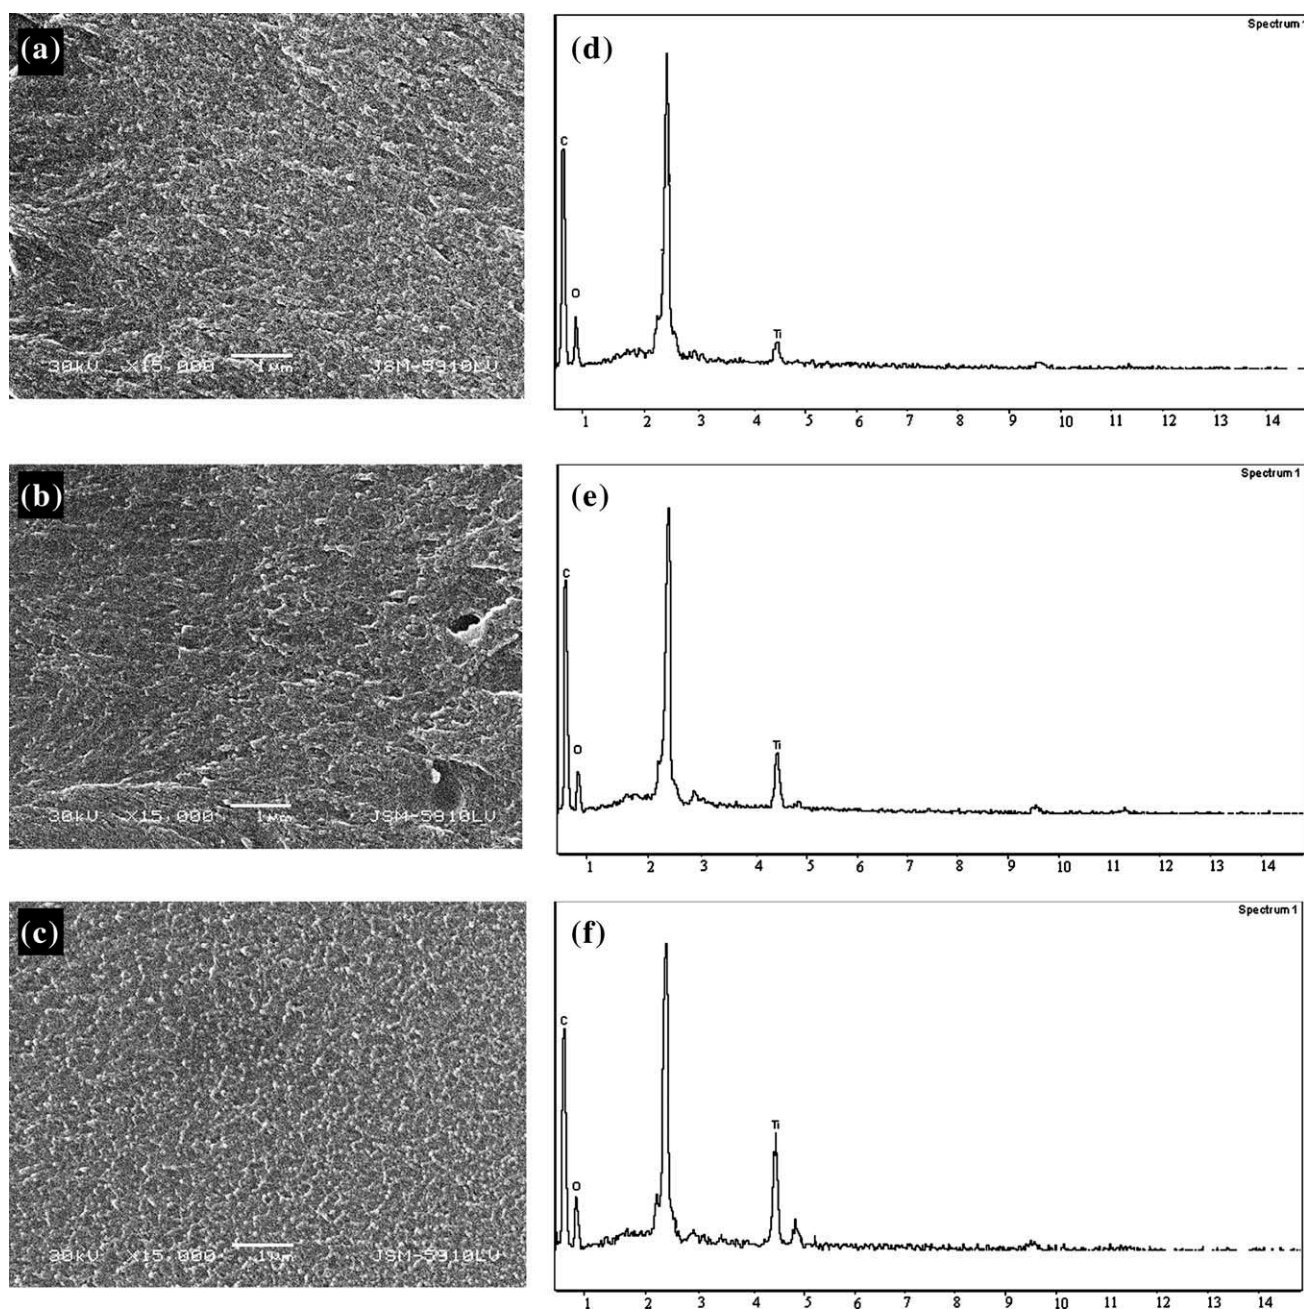 (a)
30kV X15,000 1μm JSM-5910LV
(d)
Spectrum 1
C
O
Ti
1 2 3 4 5 6 7 8 9 10 11 12 13 14
(b)
30kV X15,000 1μm JSM-5910LV
(e)
Spectrum 1
C
O
Ti
1 2 3 4 5 6 7 8 9 10 11 12 13 14
(c)
30kV X15,000 1μm JSM-5910LV
(f)
Spectrum 1
C
O
Ti
1 2 3 4 5 6 7 8 9 10 11 12 13 14